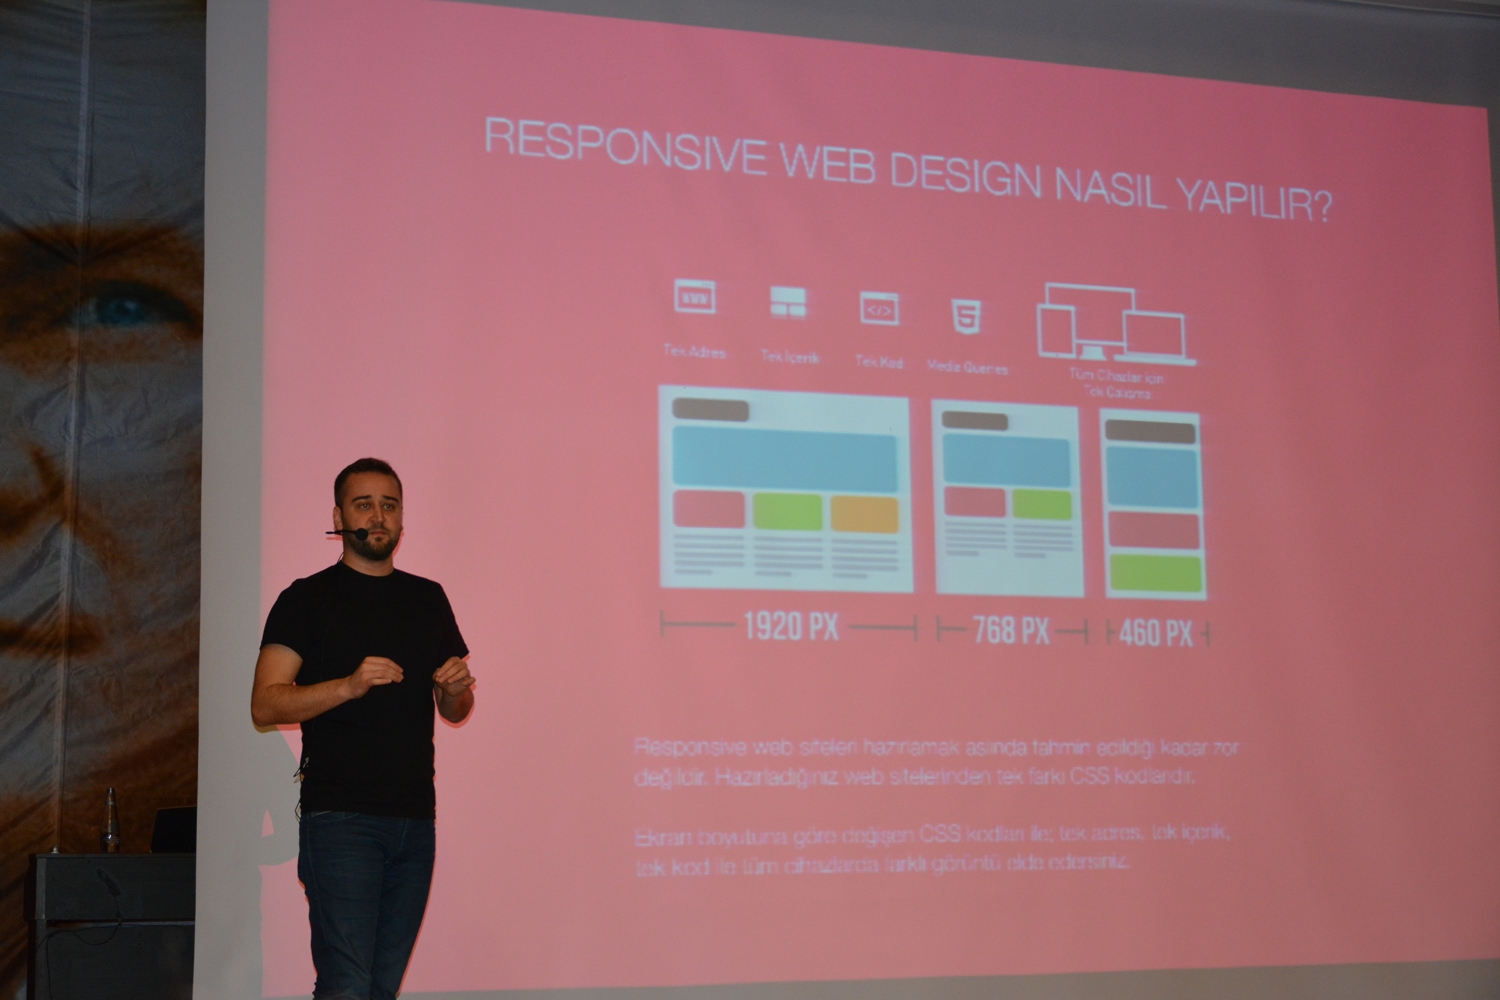 RESPONSIVE WEB DESIGN NASIL YAPILIR?
WWW
</>
5
Tek Adres
Tek İçerik
Tek Kod
Media Queries
Tüm Cihazlar için
Tek Çalışma
1920 PX
768 PX
460 PX
Responsive web siteleri hazırlamak aslında tahmin edildiği kadar zor
değildir. Hazırladığınız web sitelerinden tek farkı CSS kodlarıdır.
Ekran boyutuna göre değişen CSS kodları ile; tek adres, tek içerik,
tek kod ile tüm cihazlarda farklı görüntü elde edersiniz.